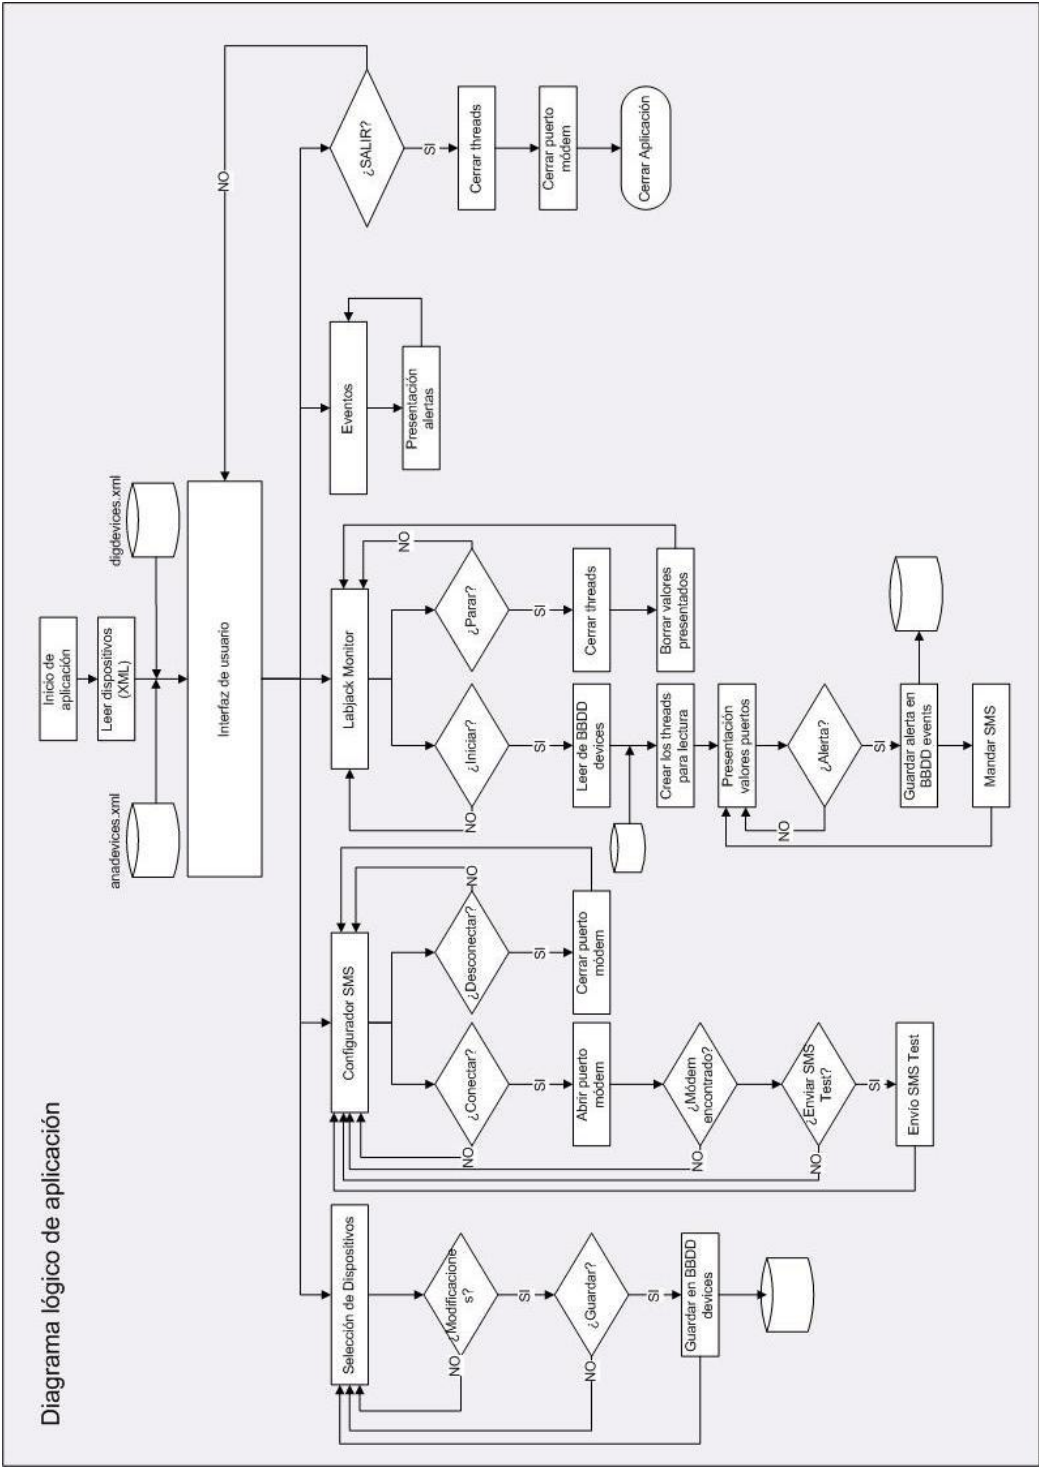 Diagrama lógico de aplicación
Inicio de
aplicación
Leer dispositivos
(XML)
anadevices.xml
digdevices.xml
Interfaz de usuario
NO
Selección de Dispositivos
¿Modificacione
s?
NO
SI
¿Guardar?
NO
SI
Guardar en BBDD
devices
Configurador SMS
¿Conectar?
NO
SI
Abrir puerto
módem
¿Módem
encontrado?
NO
¿Enviar SMS
Test?
NO
SI
Envío SMS Test
¿Desconectar?
NO
SI
Cerrar puerto
módem
Labjack Monitor
¿Iniciar?
NO
SI
Leer de BBDD
devices
Crear los threads
para lectura
Presentación
valores puertos
¿Alerta?
NO
SI
Guardar alerta en
BBDD events
Mandar SMS
¿Parar?
NO
SI
Cerrar threads
Borrar valores
presentados
Eventos
Presentación
alertas
¿SALIR?
SI
Cerrar threads
Cerrar puerto
módem
Cerrar Aplicación